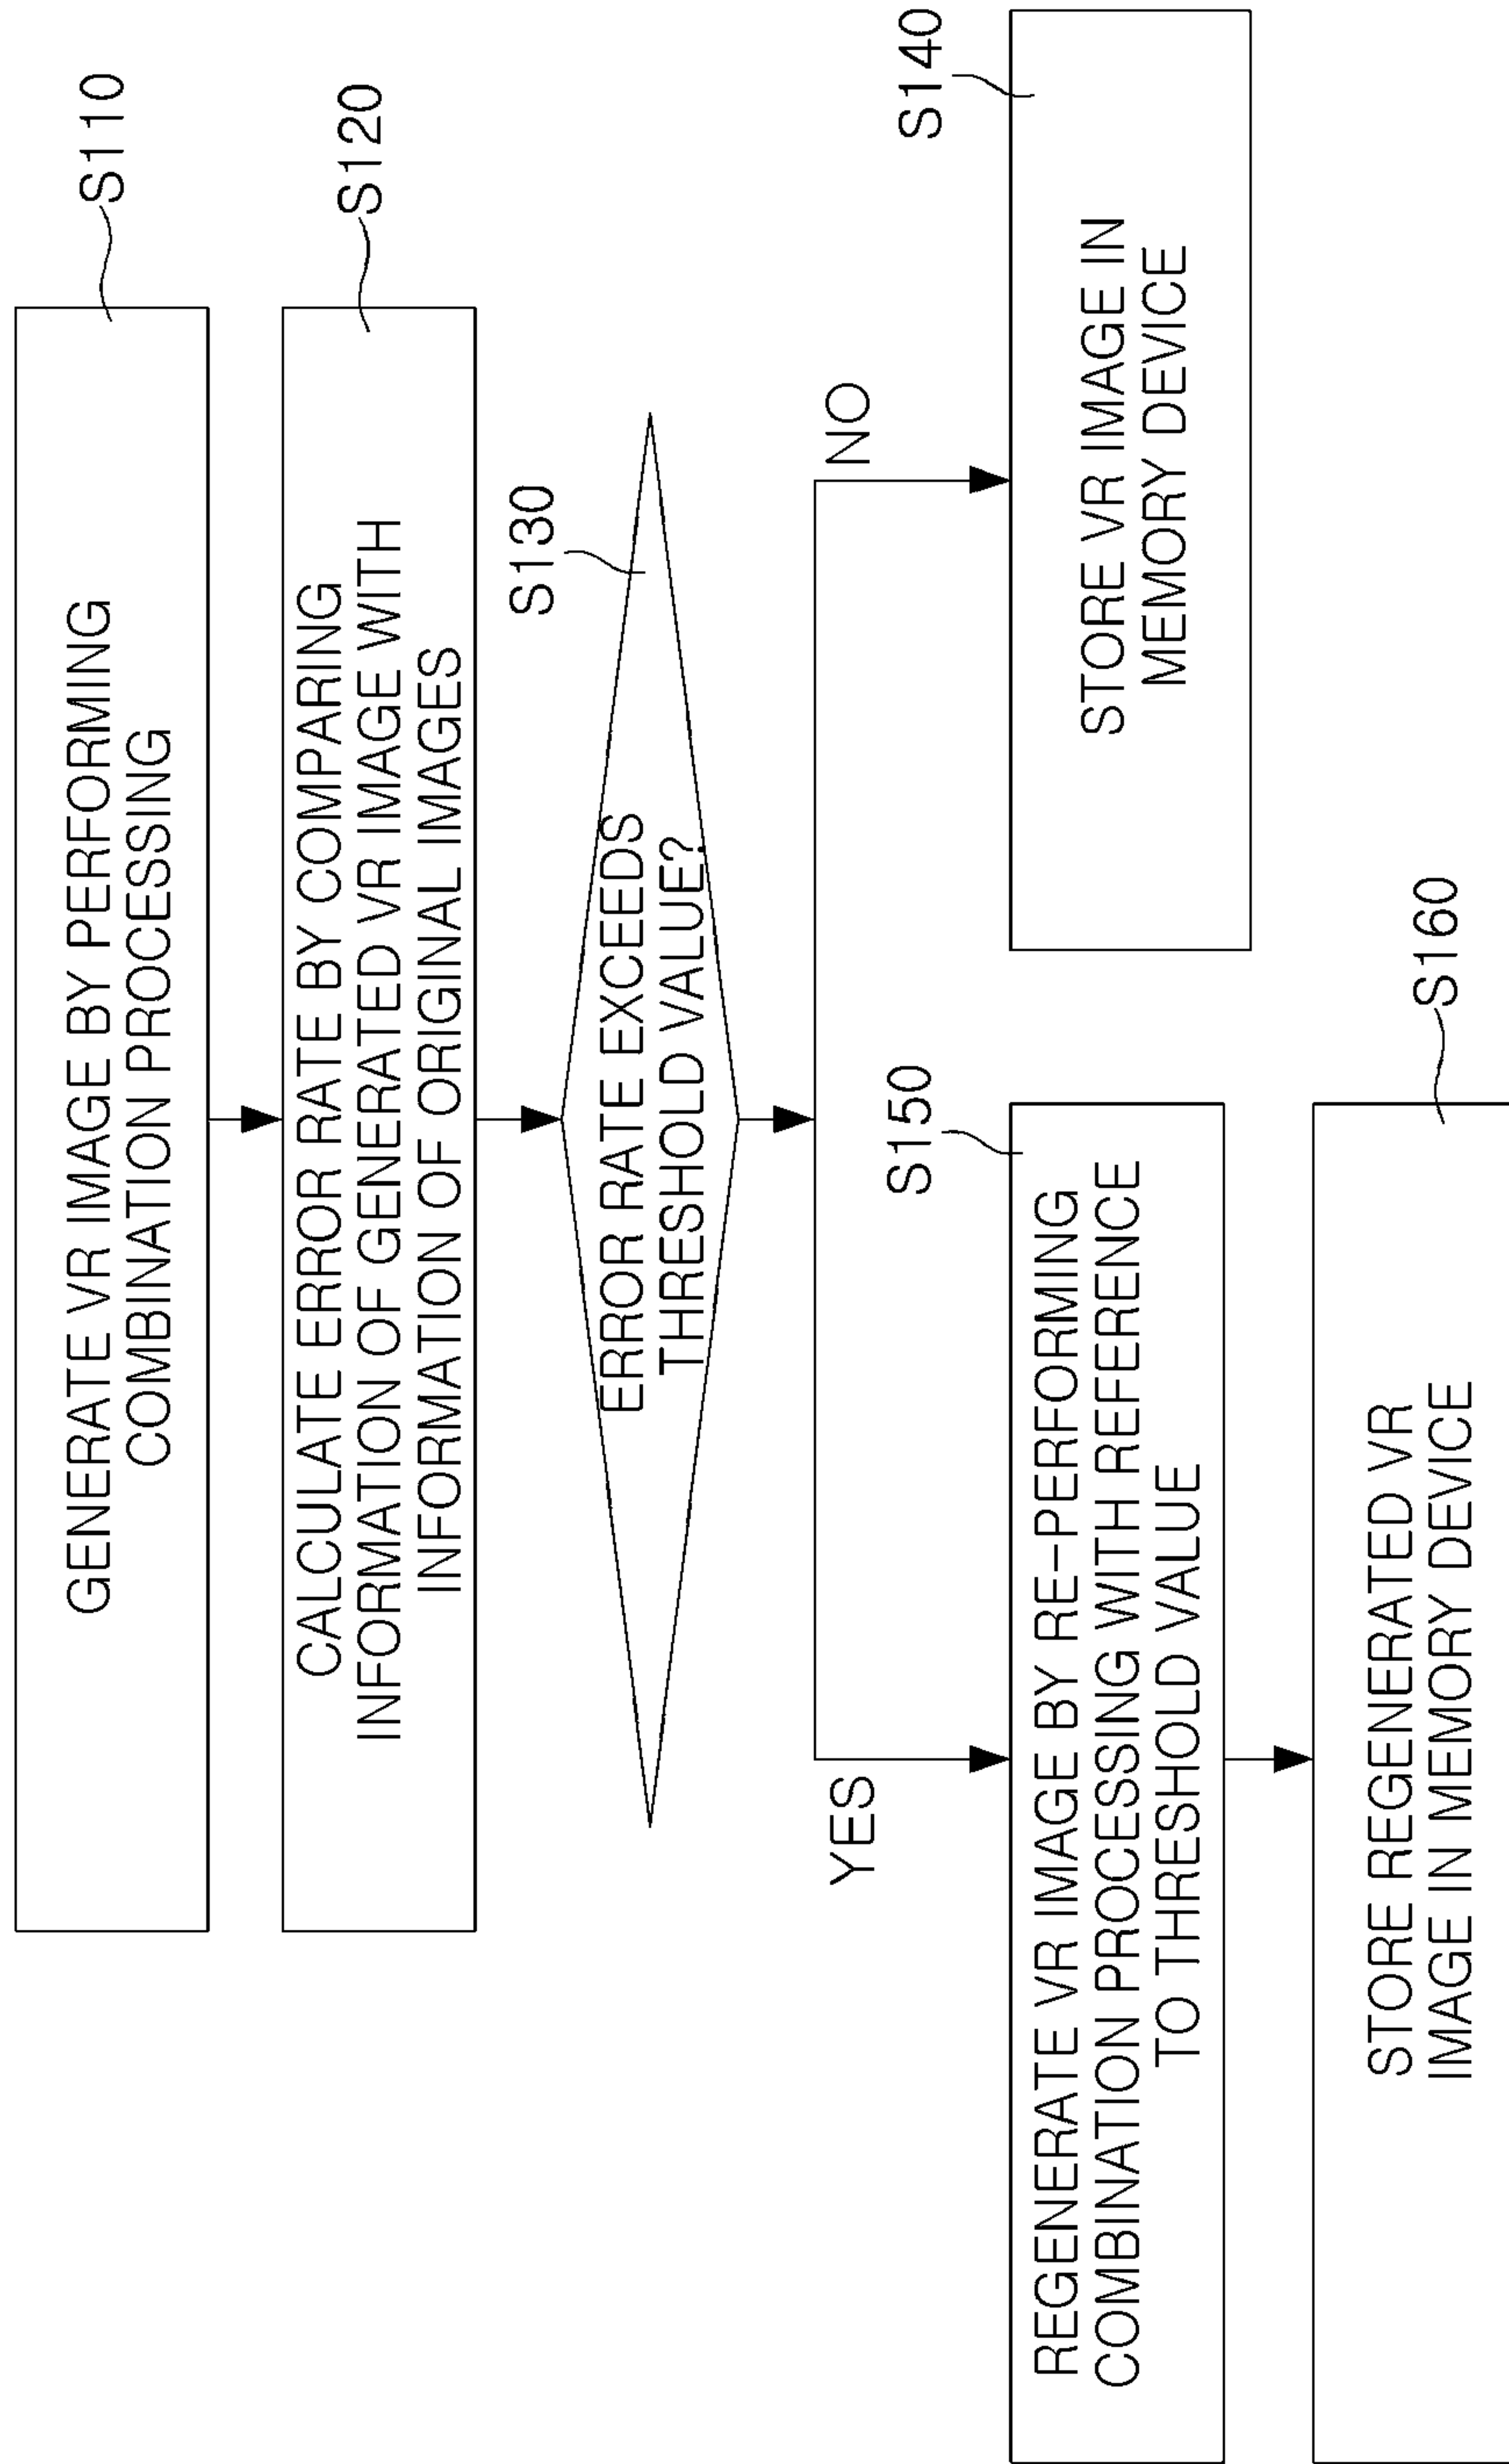 GENERATE VR IMAGE BY PERFORMING
COMBINATION PROCESSING
S110
CALCULATE ERROR RATE BY COMPARING
INFORMATION OF GENERATED VR IMAGE WITH
INFORMATION OF ORIGINAL IMAGES
S120
ERROR RATE EXCEEDS
THRESHOLD VALUE?
S130
YES
NO
REGENERATE VR IMAGE BY RE-PERFORMING
COMBINATION PROCESSING WITH REFERENCE
TO THRESHOLD VALUE
S150
STORE VR IMAGE IN
MEMORY DEVICE
S140
STORE REGENERATED VR
IMAGE IN MEMORY DEVICE
S160